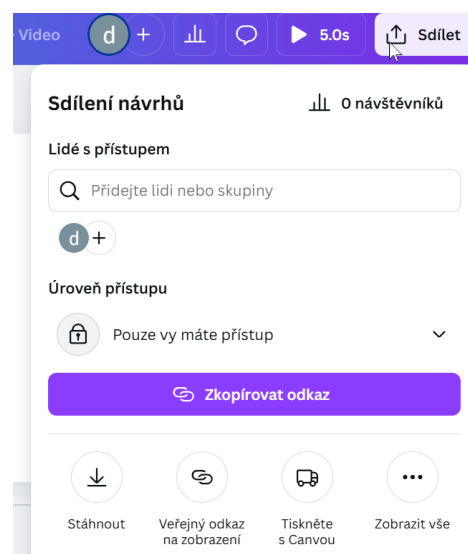 Video
d
5.0s
Sdílet
Sdílení návrhů
0 návštěvníků
Lidé s přístupem
Přidejte lidi nebo skupiny
d
Úroveň přístupu
Pouze vy máte přístup
Zkopírovat odkaz
Stáhnout
Veřejný odkaz
na zobrazení
Tiskněte
s Canvou
Zobrazit vše